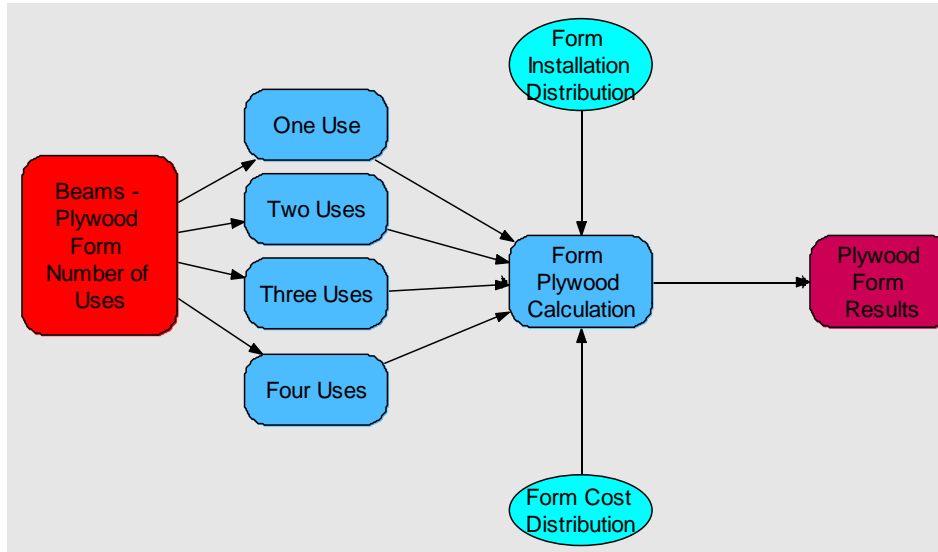 Beams -
Plywood
Form
Number of
Uses
One Use
Two Uses
Three Uses
Four Uses
Form
Installation
Distribution
Form
Plywood
Calculation
Form Cost
Distribution
Plywood
Form
Results